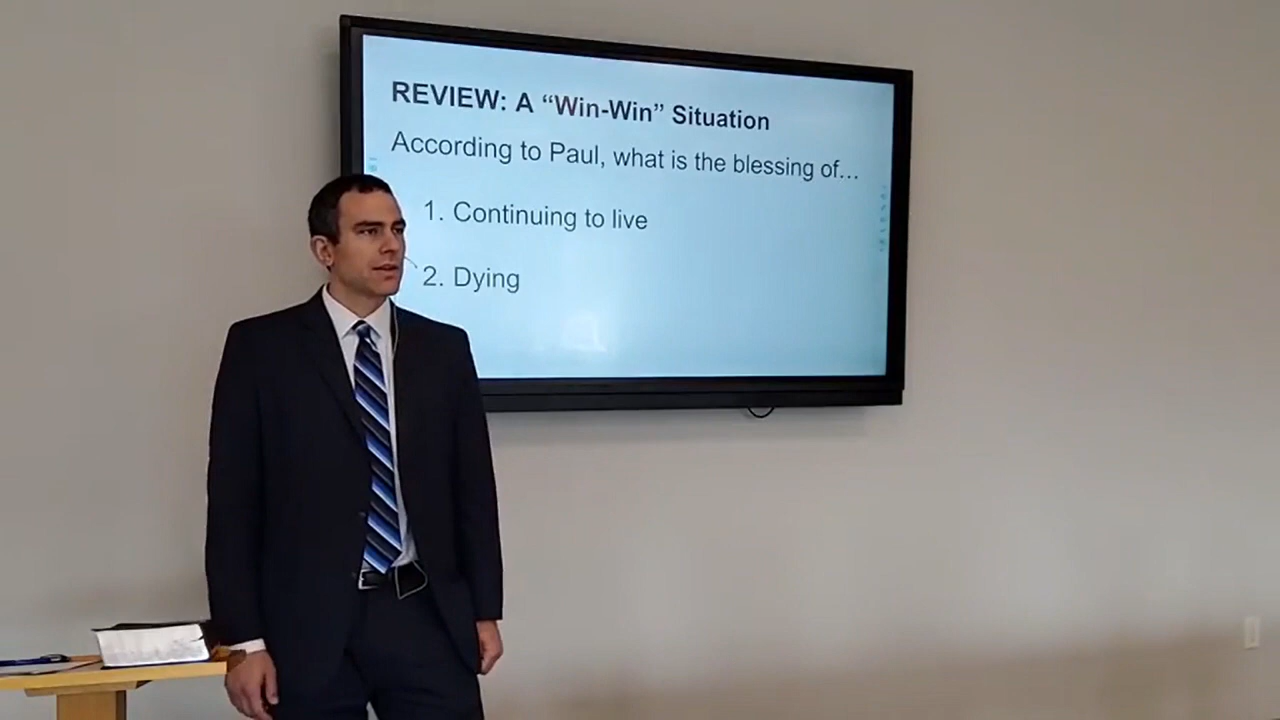 REVIEW: A “Win-Win” Situation
According to Paul, what is the blessing of…
1. Continuing to live
2. Dying